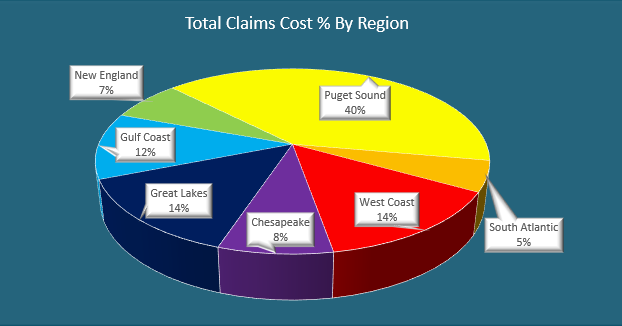 Total Claims Cost % By Region
New England
7%
Puget Sound
40%
Gulf Coast
12%
Great Lakes
14%
West Coast
14%
Chesapeake
8%
South Atlantic
5%